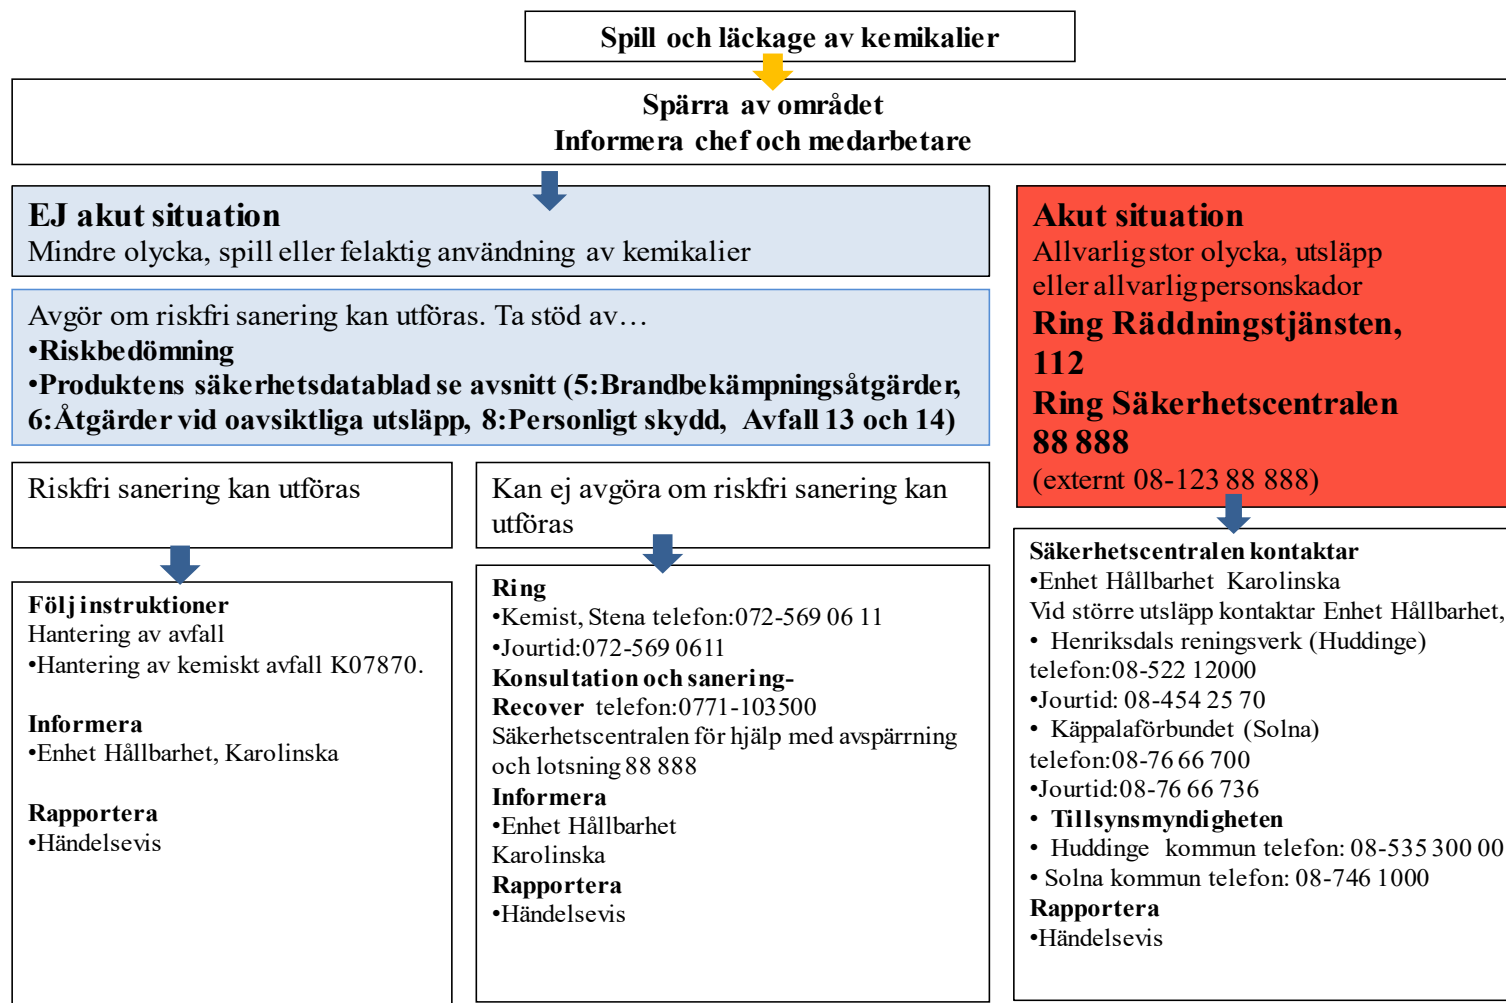 Spill och läckage av kemikalier
Spärra av området
Informera chef och medarbetare
EJ akut situation
Mindre olycka, spill eller felaktig användning av kemikalier
Avgör om riskfri sanering kan utföras. Ta stöd av…
•Riskbedömning
•Produktens säkerhetsdatablad se avsnitt (5:Brandbekämpningsåtgärder,
6:Åtgärder vid oavsiktliga utsläpp, 8:Personligt skydd, Avfall 13 och 14)
Riskfri sanering kan utföras
Följ instruktioner
Hantering av avfall
•Hantering av kemiskt avfall K07870.
Informera
•Enhet Hållbarhet, Karolinska
Rapportera
•Händelsevis
Kan ej avgöra om riskfri sanering kan
utföras
Ring
•Kemist, Stena telefon:072-569 06 11
•Jourtid:072-569 0611
Konsultation och sanering-
Recover telefon:0771-103500
Säkerhetscentralen för hjälp med avspärrning
och lotsning 88 888
Informera
•Enhet Hållbarhet
Karolinska
Rapportera
•Händelsevis
Akut situation
Allvarlig stor olycka, utsläpp
eller allvarlig personskador
Ring Räddningstjänsten,
112
Ring Säkerhetscentralen
88 888
(externt 08-123 88 888)
Säkerhetscentralen kontaktar
•Enhet Hållbarhet Karolinska
Vid större utsläpp kontaktar Enhet Hållbarhet,
• Henriksdals reningsverk (Huddinge)
telefon:08-522 12000
•Jourtid: 08-454 25 70
• Käppalaförbundet (Solna)
telefon:08-76 66 700
•Jourtid:08-76 66 736
• Tillsynsmyndigheten
• Huddinge kommun telefon: 08-535 300 00
• Solna kommun telefon: 08-746 1000
Rapportera
•Händelsevis